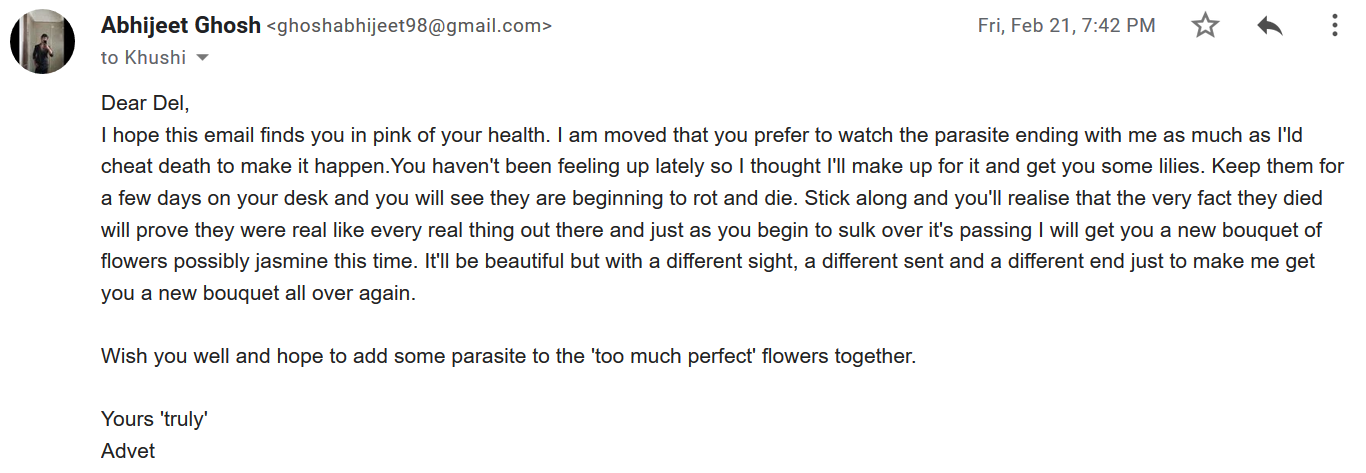 Abhijeet Ghosh <ghoshabhijeet98@gmail.com> Fri, Feb 21, 7:42 PM
to Khushi
Dear Del,
I hope this email finds you in pink of your health. I am moved that you prefer to watch the parasite ending with me as much as I'ld
cheat death to make it happen.You haven't been feeling up lately so I thought I'll make up for it and get you some lilies. Keep them for
a few days on your desk and you will see they are beginning to rot and die. Stick along and you'll realise that the very fact they died
will prove they were real like every real thing out there and just as you begin to sulk over it's passing I will get you a new bouquet of
flowers possibly jasmine this time. It'll be beautiful but with a different sight, a different sent and a different end just to make me get
you a new bouquet all over again.
Wish you well and hope to add some parasite to the 'too much perfect' flowers together.
Yours 'truly'
Advet